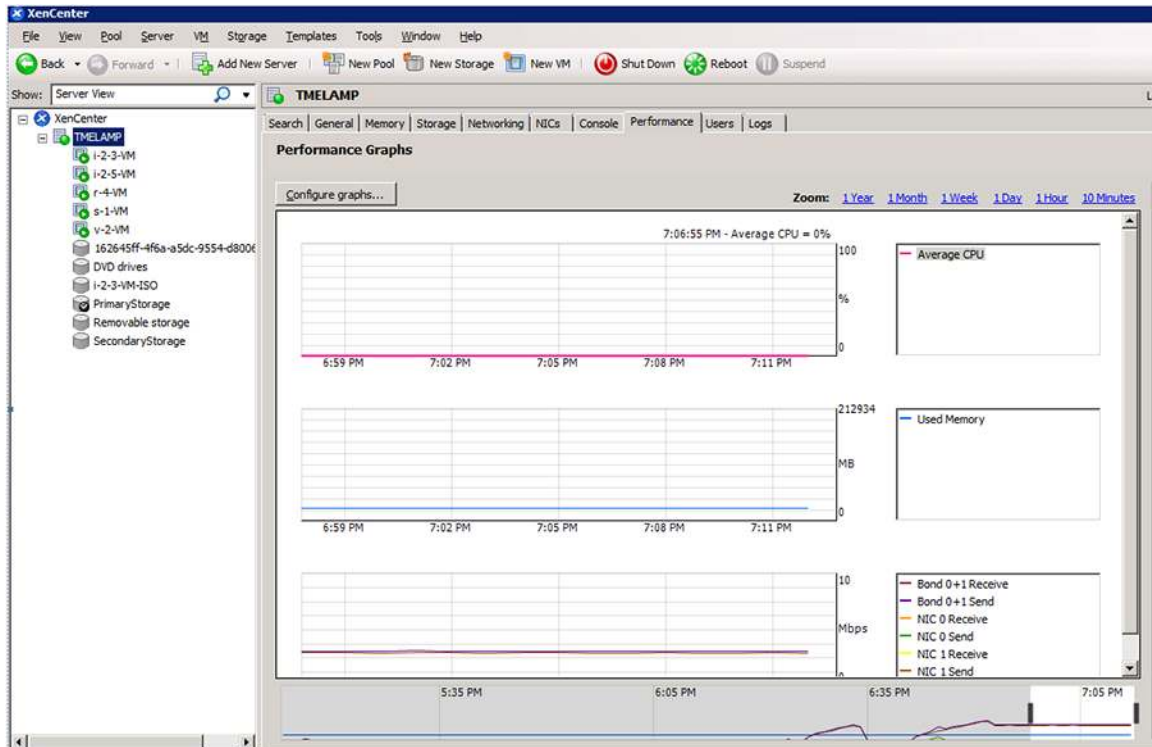 XenCenter
File View Pool Server VM Storage Templates Tools Window Help
Back Forward Add New Server New Pool New Storage New VM Shut Down Reboot Suspend
Show: Server View
TMELAMP
L
XenCenter
TMELAMP
i-2-3-VM
i-2-5-VM
r-4-VM
s-1-VM
v-2-VM
162645ff-4f6a-a5dc-9554-d8006
DVD drives
i-2-3-VM-ISO
PrimaryStorage
Removable storage
SecondaryStorage
Search General Memory Storage Networking NICs Console Performance Users Logs
Performance Graphs
Configure graphs...
Zoom: 1 Year 1 Month 1 Week 1 Day 1 Hour 10 Minutes
7:06:55 PM - Average CPU = 0%
100
%
0
Average CPU
6:59 PM 7:02 PM 7:05 PM 7:08 PM 7:11 PM
212934
MB
0
Used Memory
6:59 PM 7:02 PM 7:05 PM 7:08 PM 7:11 PM
10
Mbps
0
Bond 0+1 Receive
Bond 0+1 Send
NIC 0 Receive
NIC 0 Send
NIC 1 Receive
NIC 1 Send
5:35 PM 6:05 PM 6:35 PM 7:05 PM